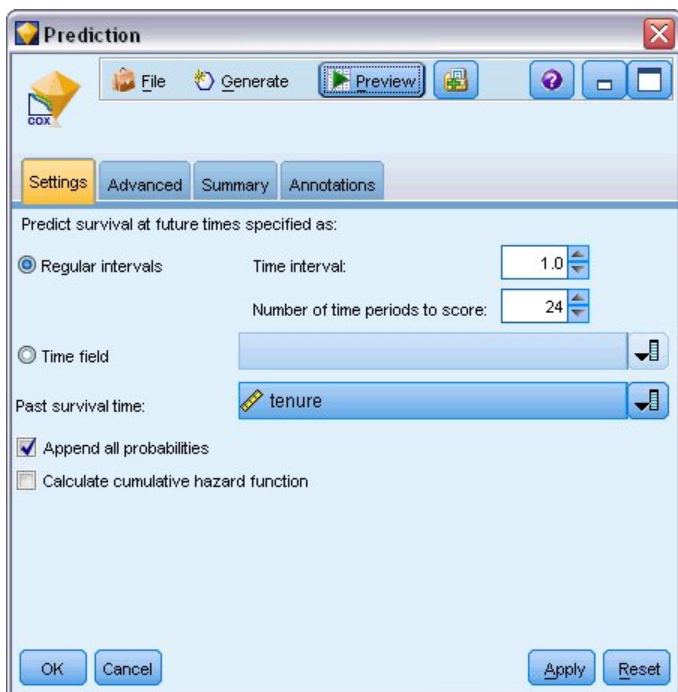 Prediction
File Generate Preview
COX
Settings Advanced Summary Annotations
Predict survival at future times specified as:
Regular intervals Time interval: 1.0
Number of time periods to score: 24
Time field
Past survival time: tenure
Append all probabilities
Calculate cumulative hazard function
OK Cancel Apply Reset